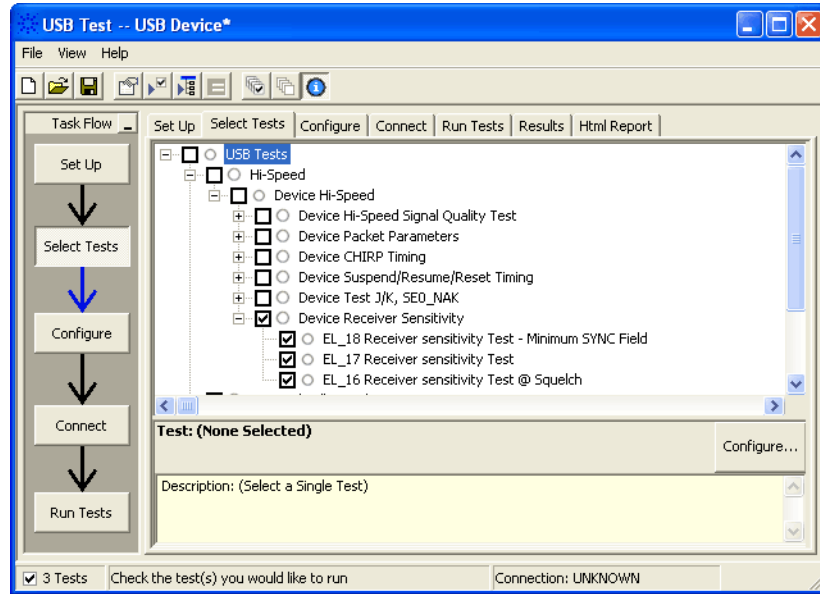 USB Test -- USB Device*
File View Help
Task Flow
Set Up
Select Tests
Configure
Connect
Run Tests
Set Up Select Tests Configure Connect Run Tests Results Html Report
USB Tests
Hi-Speed
Device Hi-Speed
Device Hi-Speed Signal Quality Test
Device Packet Parameters
Device CHIRP Timing
Device Suspend/Resume/Reset Timing
Device Test J/K, SE0_NAK
Device Receiver Sensitivity
EL_18 Receiver sensitivity Test - Minimum SYNC Field
EL_17 Receiver sensitivity Test
EL_16 Receiver sensitivity Test @ Squelch
Test: (None Selected)
Configure...
Description: (Select a Single Test)
3 Tests Check the test(s) you would like to run Connection: UNKNOWN